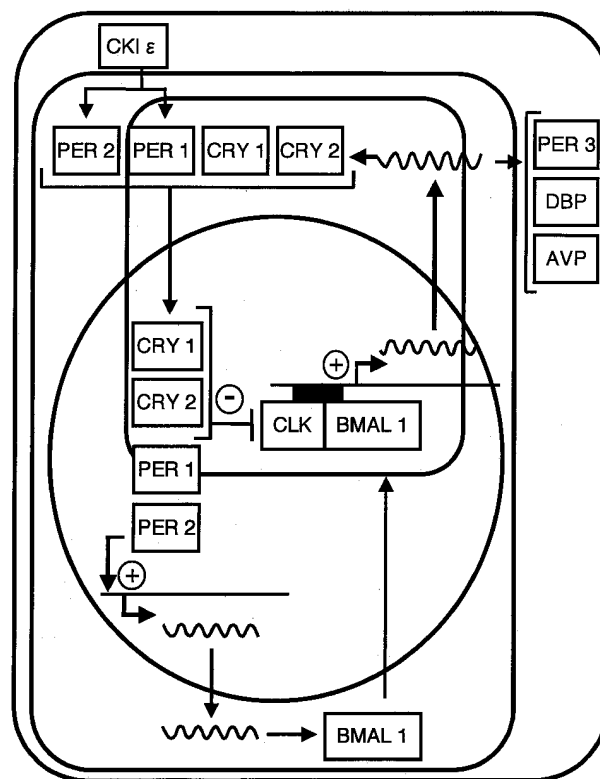 CKI ε
PER 2 PER 1 CRY 1 CRY 2
PER 3
DBP
AVP
CRY 1
CRY 2
PER 1
PER 2
-
+
CLK BMAL 1
+
BMAL 1